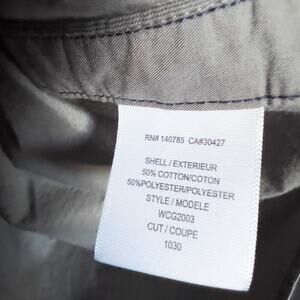 RN# 140785 CA#30427
SHELL / EXTERIEUR
50% COTTON/COTON
50%POLYESTER/POLYESTER
STYLE / MODELE
WCG2003
CUT / COUPE
1030